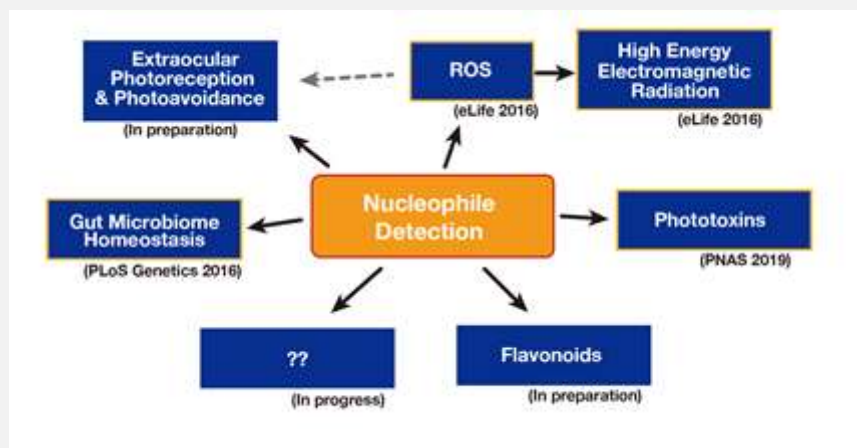 Extraocular
Photoreception
& Photoavoidance
(In preparation)
ROS
(eLife 2016)
High Energy
Electromagnetic
Radiation
(eLife 2016)
Gut Microbiome
Homeostasis
(PLoS Genetics 2016)
Nucleophile
Detection
Phototoxins
(PNAS 2019)
??
(In progress)
Flavonoids
(In preparation)